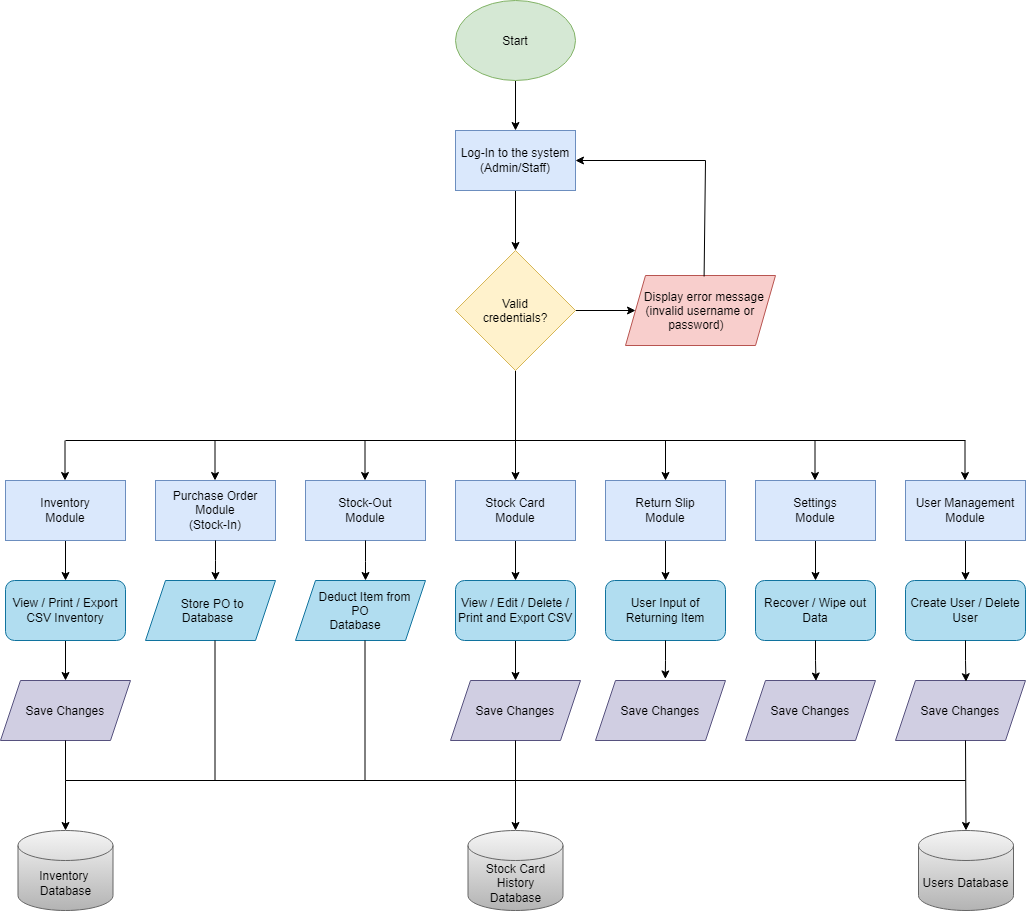 Start
Log-In to the system
(Admin/Staff)
Valid
credentials?
Display error message
(invalid username or
password)
Inventory
Module
Purchase Order
Module
(Stock-In)
Stock-Out
Module
Stock Card
Module
Return Slip
Module
Settings
Module
User Management
Module
View / Print / Export
CSV Inventory
Store PO to
Database
Deduct Item from
PO
Database
View / Edit / Delete /
Print and Export CSV
User Input of
Returning Item
Recover / Wipe out
Data
Create User / Delete
User
Save Changes
Save Changes
Save Changes
Save Changes
Save Changes
Inventory
Database
Stock Card
History
Database
Users Database